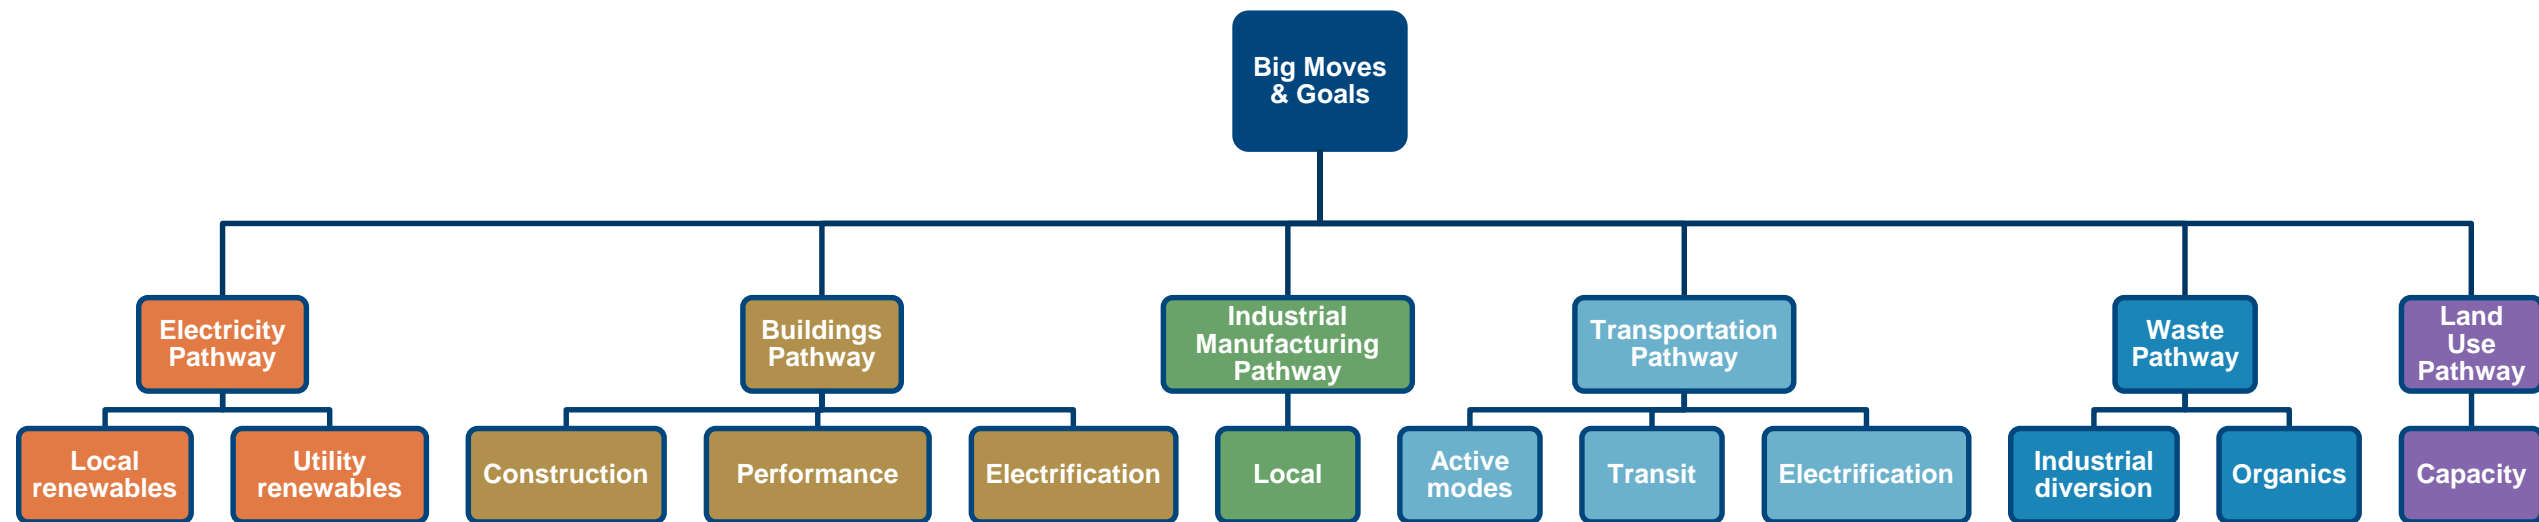 Big Moves
& Goals
Electricity
Pathway
Buildings
Pathway
Industrial
Manufacturing
Pathway
Transportation
Pathway
Waste
Pathway
Land
Use
Pathway
Local
renewables
Utility
renewables
Construction
Performance
Electrification
Local
Active
modes
Transit
Electrification
Industrial
diversion
Organics
Capacity